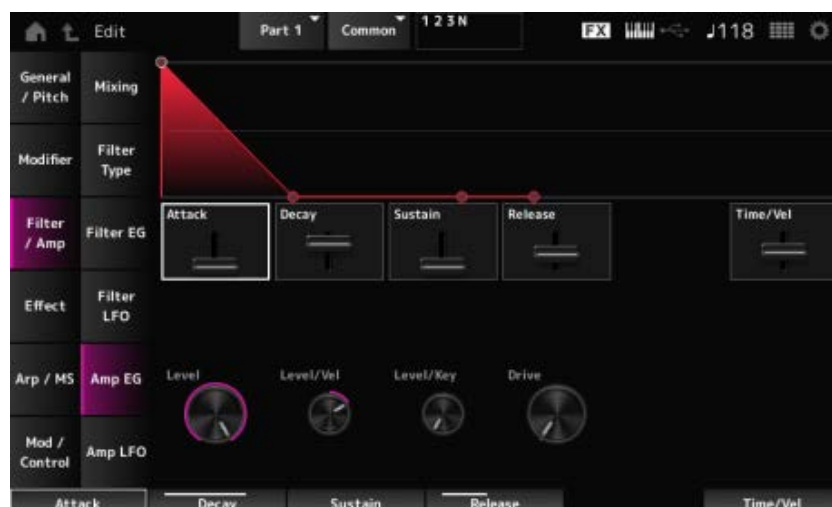 Edit
Part 1
Common
1 2 3 N
FX
♩118
General
/ Pitch
Mixing
Modifier
Filter
Type
Filter
/ Amp
Filter EG
Attack
Decay
Sustain
Release
Time/Vel
Effect
Filter
LFO
Arp / MS
Amp EG
Level
Level/Vel
Level/Key
Drive
Mod /
Control
Amp LFO
Attack
Decay
Sustain
Release
Time/Vel